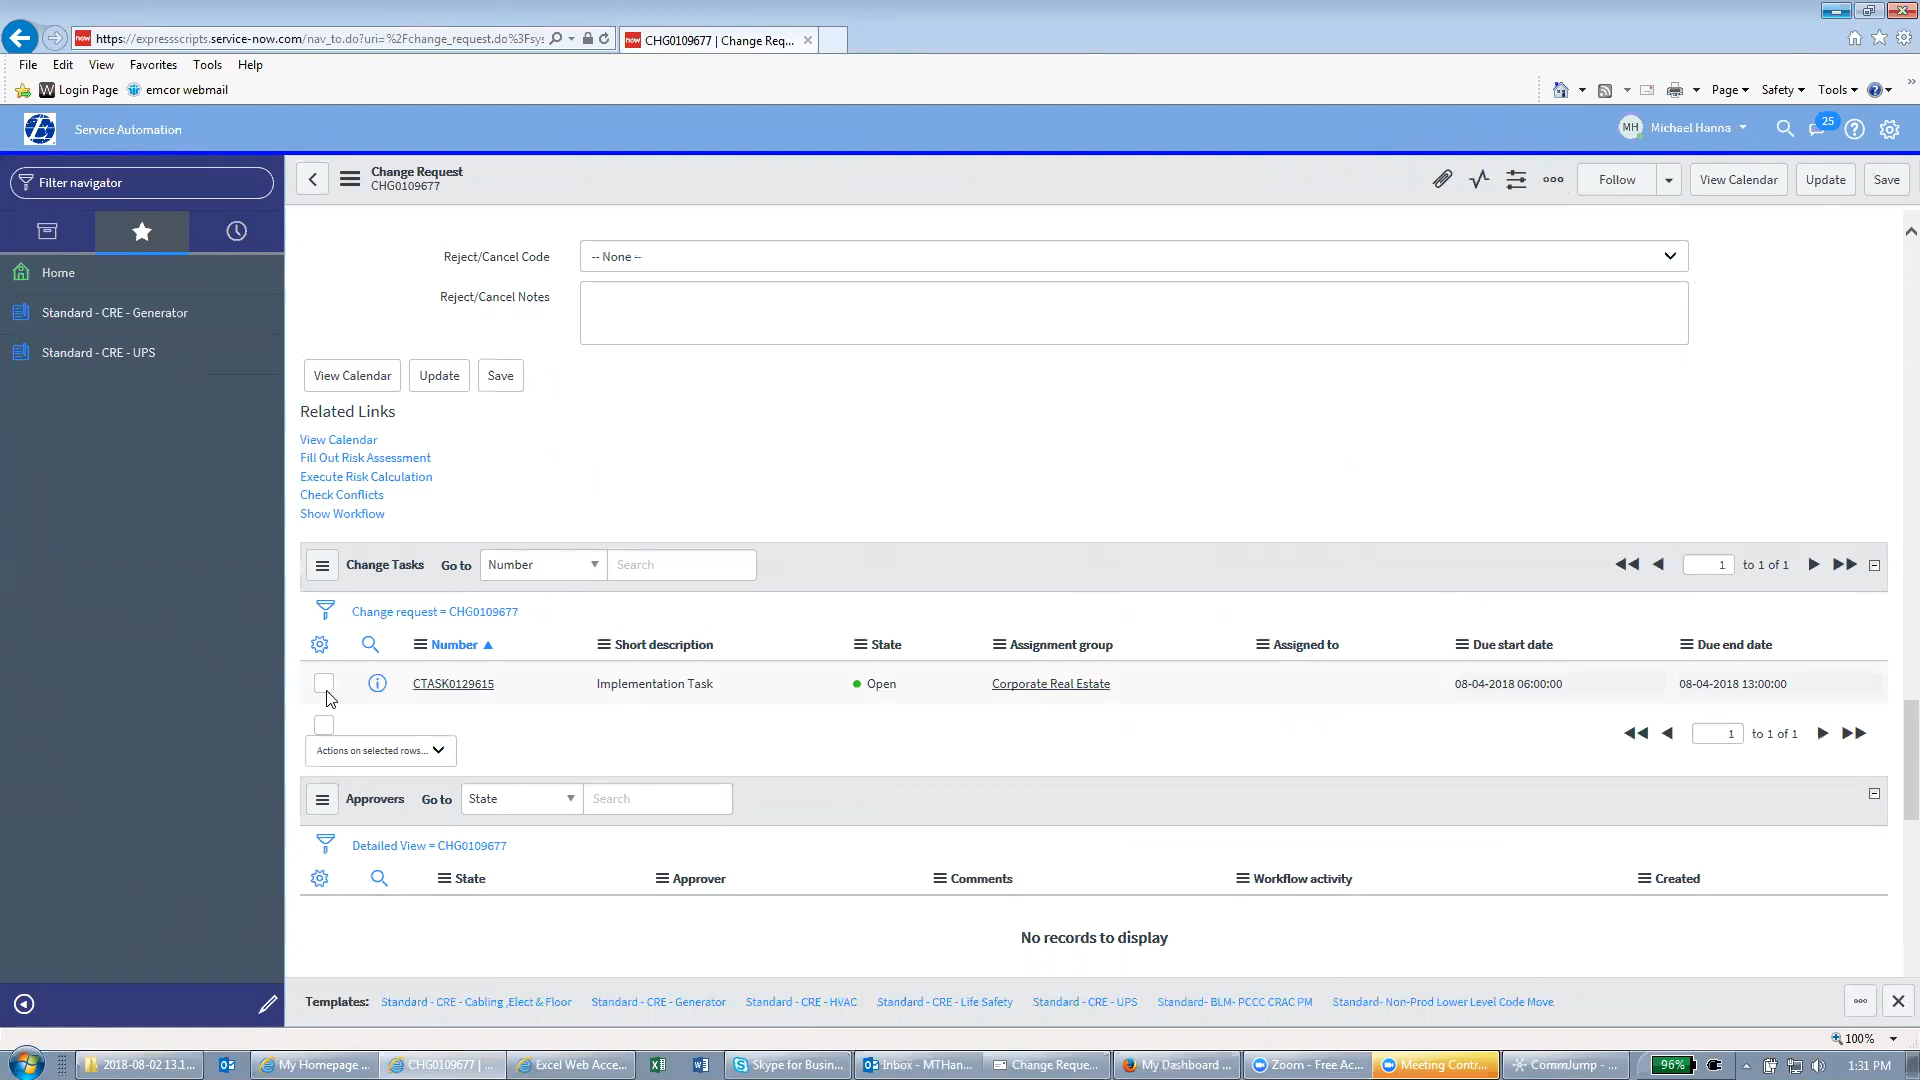 https://expressscripts.service-now.com/nav_to.do?uri=%2Fchange_request.do%3Fsys
CHG0109677 | Change Req...
File Edit View Favorites Tools Help
Login Page emcor webmail
Page Safety Tools
Service Automation
MH Michael Hanna 25
Filter navigator
Change Request
CHG0109677
Follow View Calendar Update Save
Home
Standard - CRE - Generator
Standard - CRE - UPS
Reject/Cancel Code -- None --
Reject/Cancel Notes
View Calendar Update Save
Related Links
View Calendar
Fill Out Risk Assessment
Execute Risk Calculation
Check Conflicts
Show Workflow
Change Tasks Go to Number Search 1 to 1 of 1
Change request = CHG0109677
Number Short description State Assignment group Assigned to Due start date Due end date
CTASK0129615 Implementation Task Open Corporate Real Estate 08-04-2018 06:00:00 08-04-2018 13:00:00
1 to 1 of 1
Actions on selected rows...
Approvers Go to State Search
Detailed View = CHG0109677
State Approver Comments Workflow activity Created
No records to display
Templates: Standard - CRE - Cabling ,Elect & Floor Standard - CRE - Generator Standard - CRE - HVAC Standard - CRE - Life Safety Standard - CRE - UPS Standard- BLM- PCCC CRAC PM Standard- Non-Prod Lower Level Code Move
100%
2018-08-02 13.1... My Homepage ... CHG0109677 | ... Excel Web Acce... Skype for Busin... Inbox - MTHan... Change Reque... My Dashboard ... Zoom - Free Ac... Meeting Contr... CommJump - ... 96% 1:31 PM